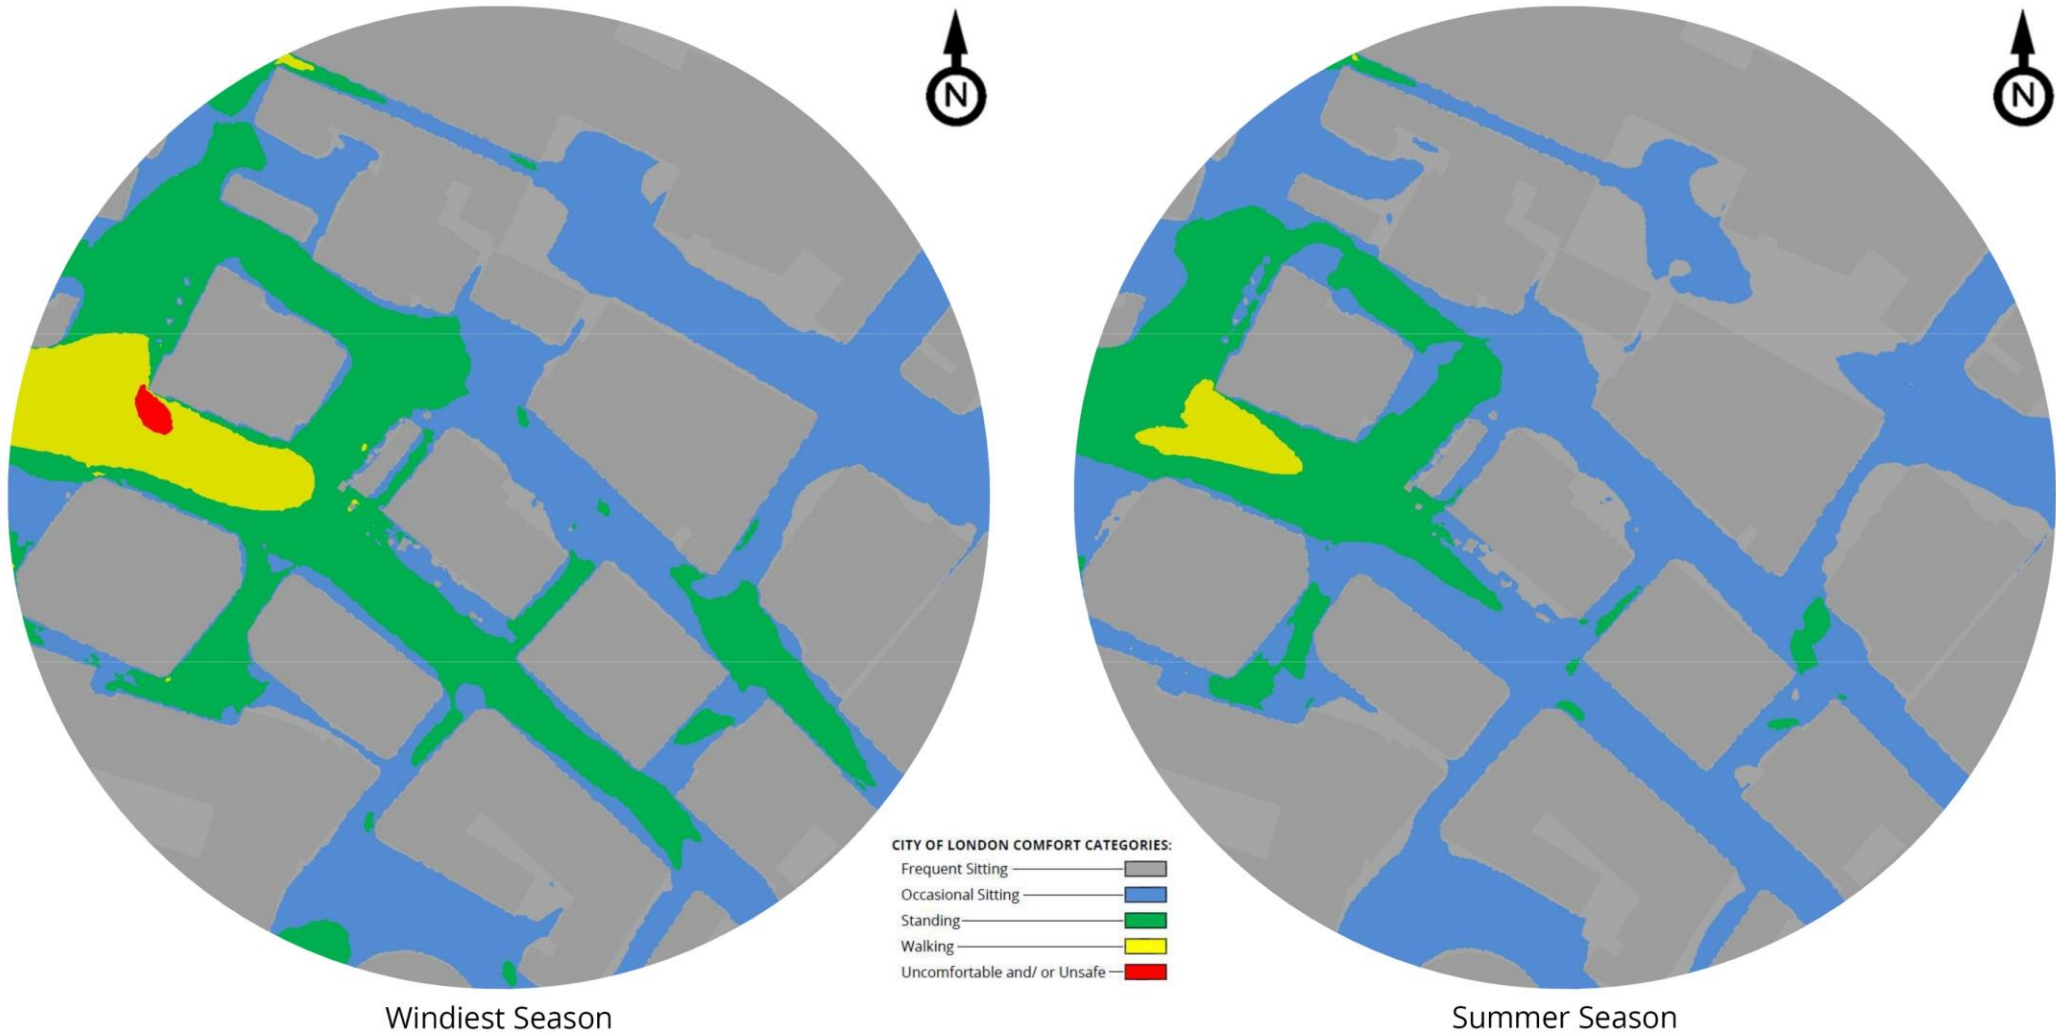 N
N
CITY OF LONDON COMFORT CATEGORIES:
Frequent Sitting
Occasional Sitting
Standing
Walking
Uncomfortable and/ or Unsafe
Windiest Season
Summer Season